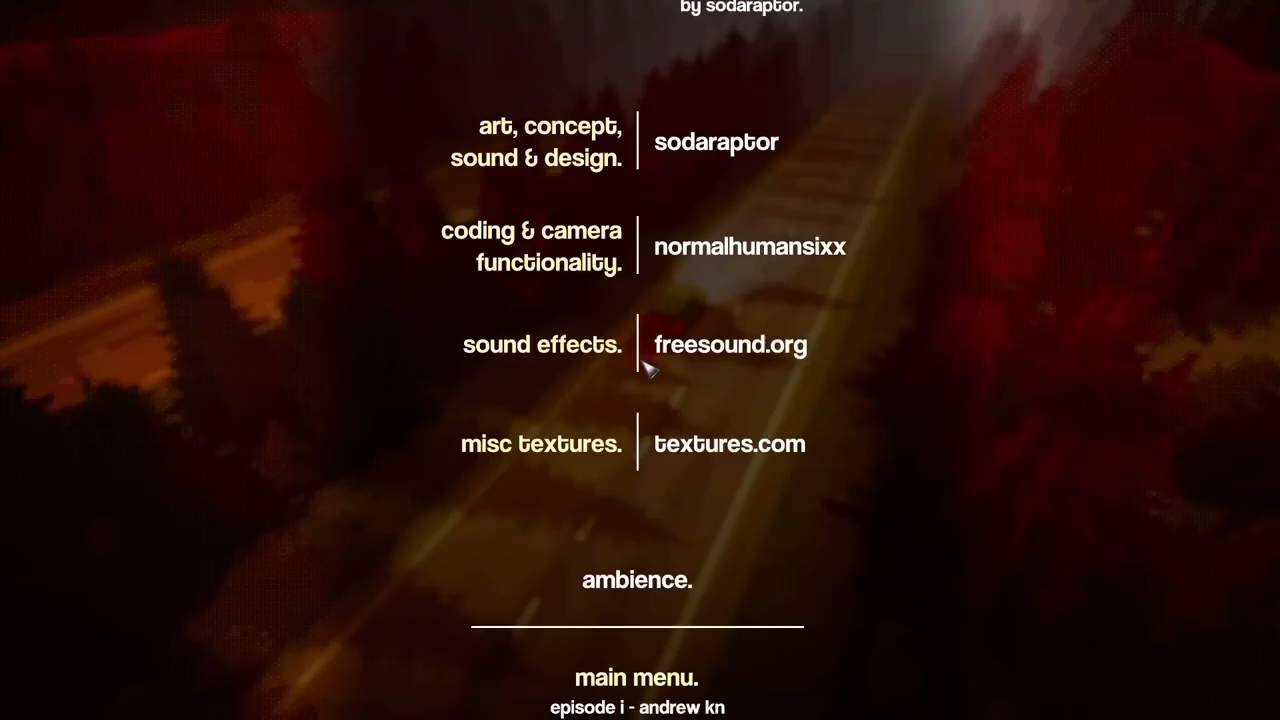 by sodaraptor.
art, concept,
sound & design.
sodaraptor
coding & camera
functionality.
normalhumansixx
sound effects.
freesound.org
misc textures.
textures.com
ambience.
main menu.
episode i - andrew kn